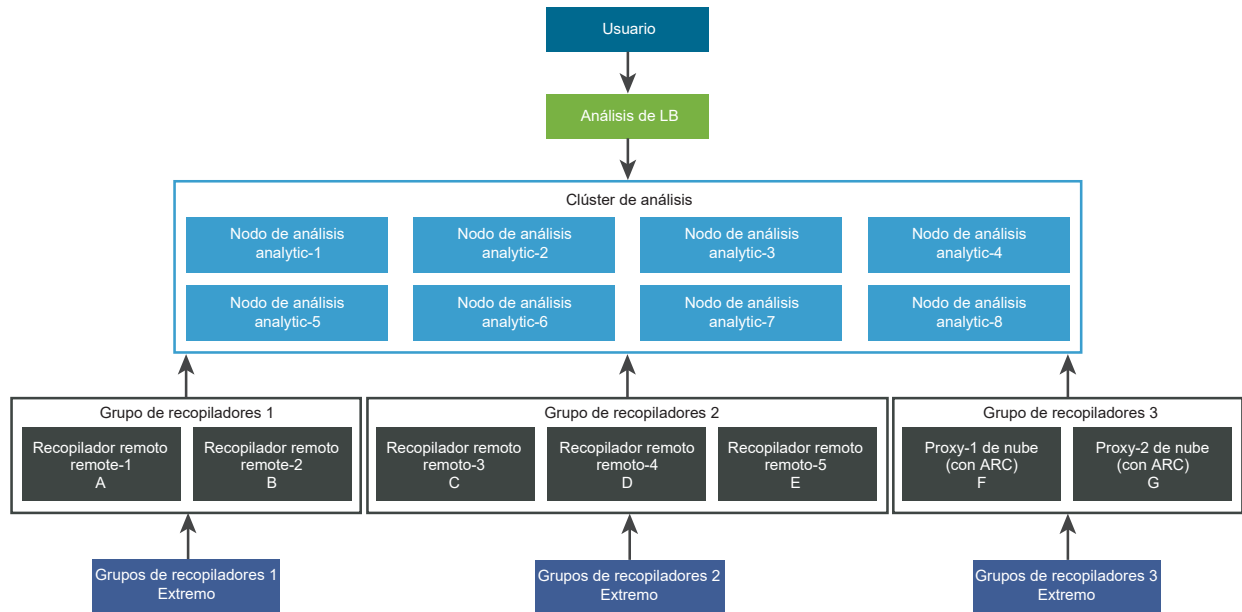 Usuario
Análisis de LB
Clúster de análisis
Nodo de análisis
analytic-1
Nodo de análisis
analytic-2
Nodo de análisis
analytic-3
Nodo de análisis
analytic-4
Nodo de análisis
analytic-5
Nodo de análisis
analytic-6
Nodo de análisis
analytic-7
Nodo de análisis
analytic-8
Grupo de recopiladores 1
Recopilador remoto
remote-1
A
Recopilador remoto
remote-2
B
Grupo de recopiladores 2
Recopilador remoto
remoto-3
C
Recopilador remoto
remoto-4
D
Recopilador remoto
remoto-5
E
Grupo de recopiladores 3
Proxy-1 de nube
(con ARC)
F
Proxy-2 de nube
(con ARC)
G
Grupos de recopiladores 1
Extremo
Grupos de recopiladores 2
Extremo
Grupos de recopiladores 3
Extremo